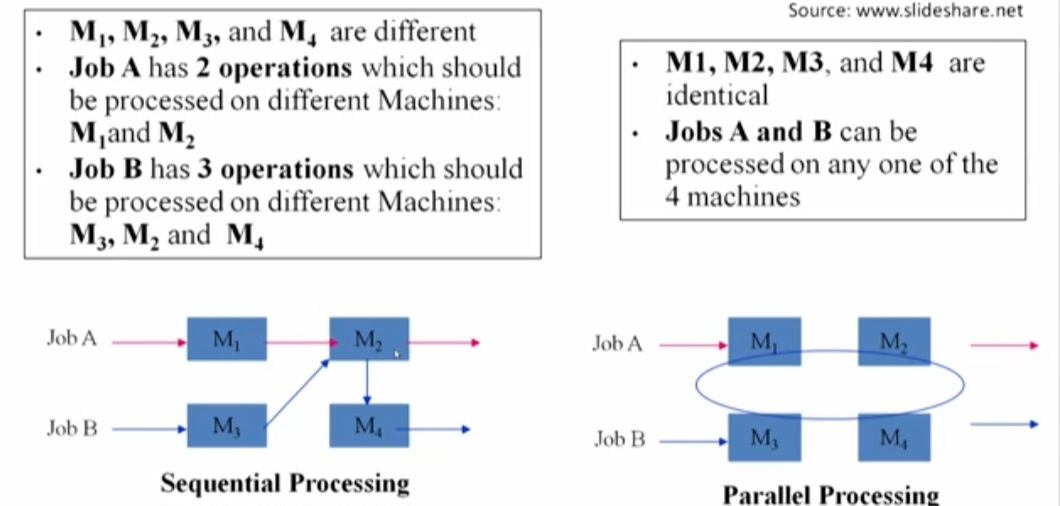 Source: www.slideshare.net
• M₁, M₂, M₃, and M₄ are different
• Job A has 2 operations which should
be processed on different Machines:
M₁and M₂
• Job B has 3 operations which should
be processed on different Machines:
M₃, M₂ and M₄
• M1, M2, M3, and M4 are
identical
• Jobs A and B can be
processed on any one of the
4 machines
Job A
M₁
M₂
Job B
M₃
M₄
Sequential Processing
Job A
M₁
M₂
Job B
M₃
M₄
Parallel Processing